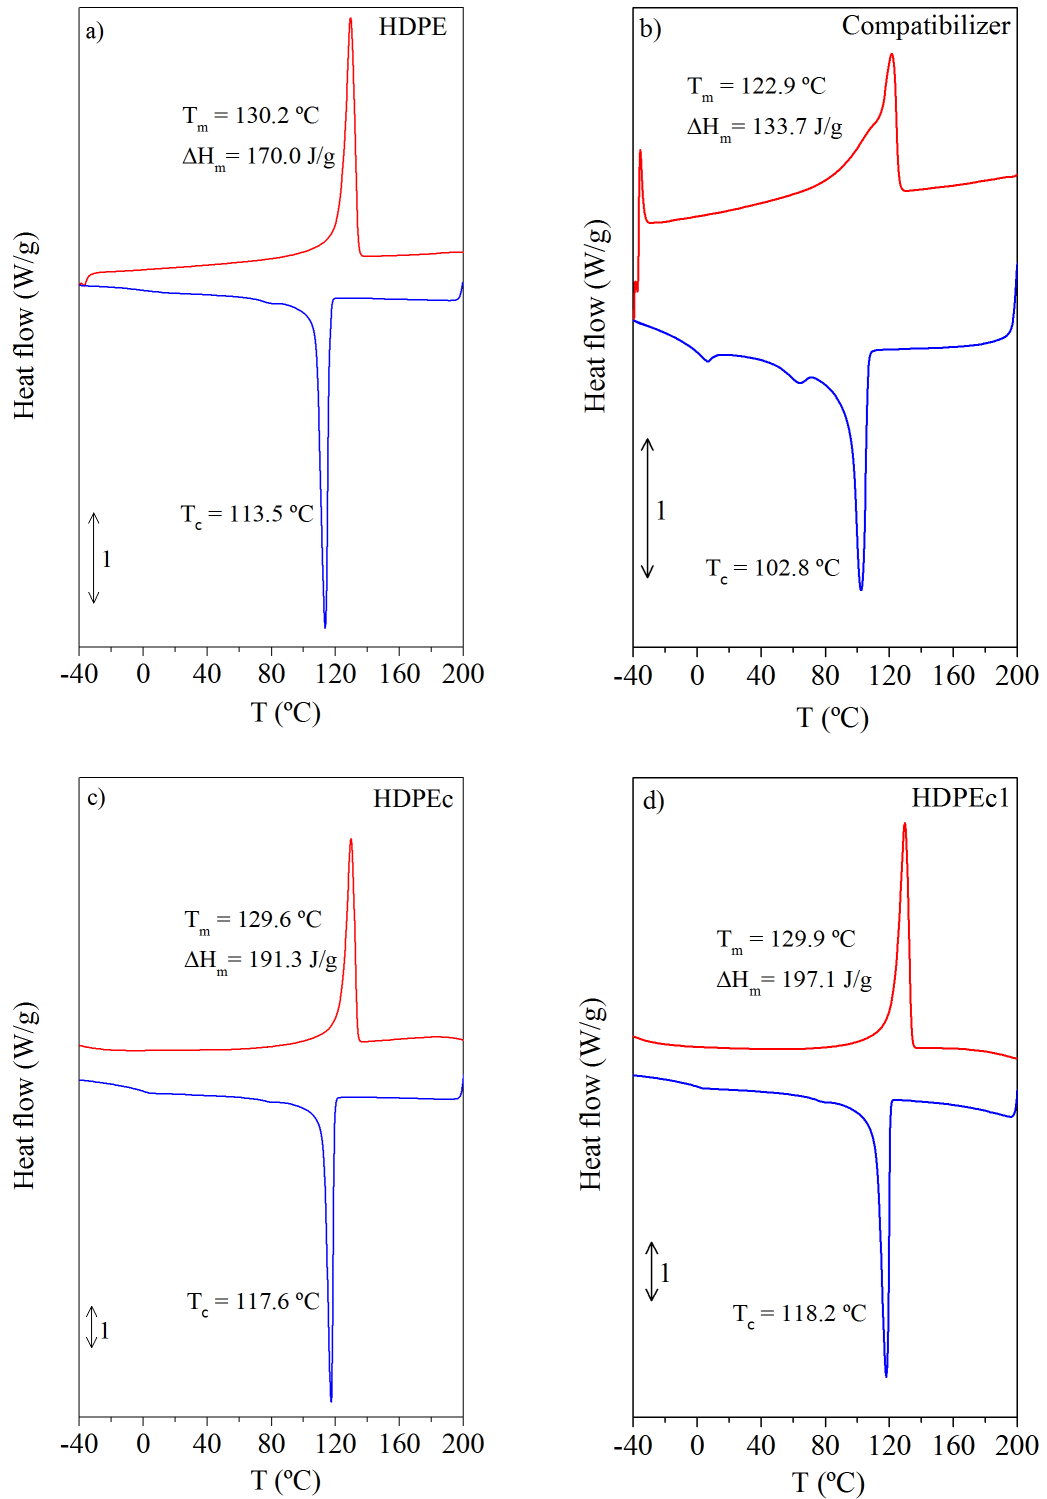 a)
HDPE
Tm = 130.2 ºC
ΔHm= 170.0 J/g
Heat flow (W/g)
Tc = 113.5 ºC
1
-40 0 40 80 120 160 200
T (ºC)
b)
Compatibilizer
Tm = 122.9 ºC
ΔHm= 133.7 J/g
Heat flow (W/g)
1
Tc = 102.8 ºC
-40 0 40 80 120 160 200
T (ºC)
c)
HDPEc
Tm = 129.6 ºC
ΔHm= 191.3 J/g
Heat flow (W/g)
Tc = 117.6 ºC
1
-40 0 40 80 120 160 200
T (ºC)
d)
HDPEc1
Tm = 129.9 ºC
ΔHm= 197.1 J/g
Heat flow (W/g)
1
Tc = 118.2 ºC
-40 0 40 80 120 160 200
T (ºC)